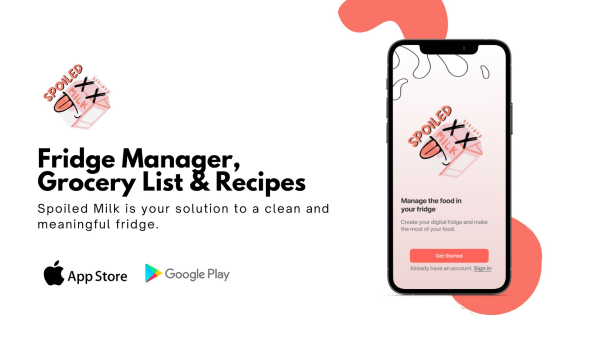 SPOILED
MILK
Fridge Manager,
Grocery List & Recipes
Spoiled Milk is your solution to a clean and
meaningful fridge.
App Store
Google Play
SPOILED
MILK
Manage the food in
your fridge
Create your digital fridge and make
the most of your food.
Get Started
Already have an account. Sign in